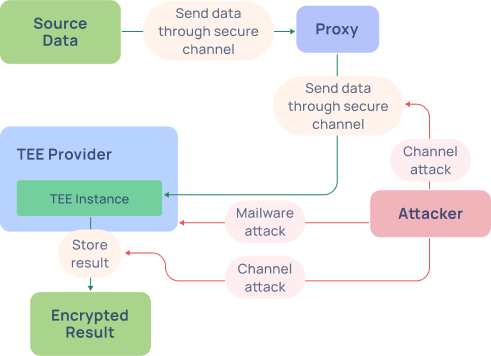 Source
Data
Send data
through secure
channel
Proxy
Send data
through secure
channel
TEE Provider
TEE Instance
Channel
attack
Mailware
attack
Attacker
Store
result
Channel
attack
Encrypted
Result